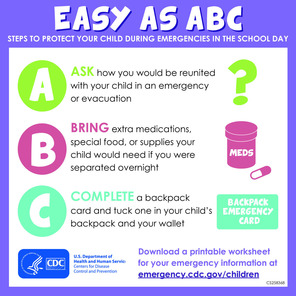 EASY AS ABC
STEPS TO PROTECT YOUR CHILD DURING EMERGENCIES IN THE SCHOOL DAY
A
ASK how you would be reunited
with your child in an emergency
or evacuation
?
B
BRING extra medications,
special food, or supplies your
child would need if you were
separated overnight
MEDS
C
COMPLETE a backpack
card and tuck one in your child's
backpack and your wallet
BACKPACK
EMERGENCY
CARD
CDC
U.S. Department of
Health and Human Services
Centers for Disease
Control and Prevention
Download a printable worksheet
for your emergency information at
emergency.cdc.gov/children